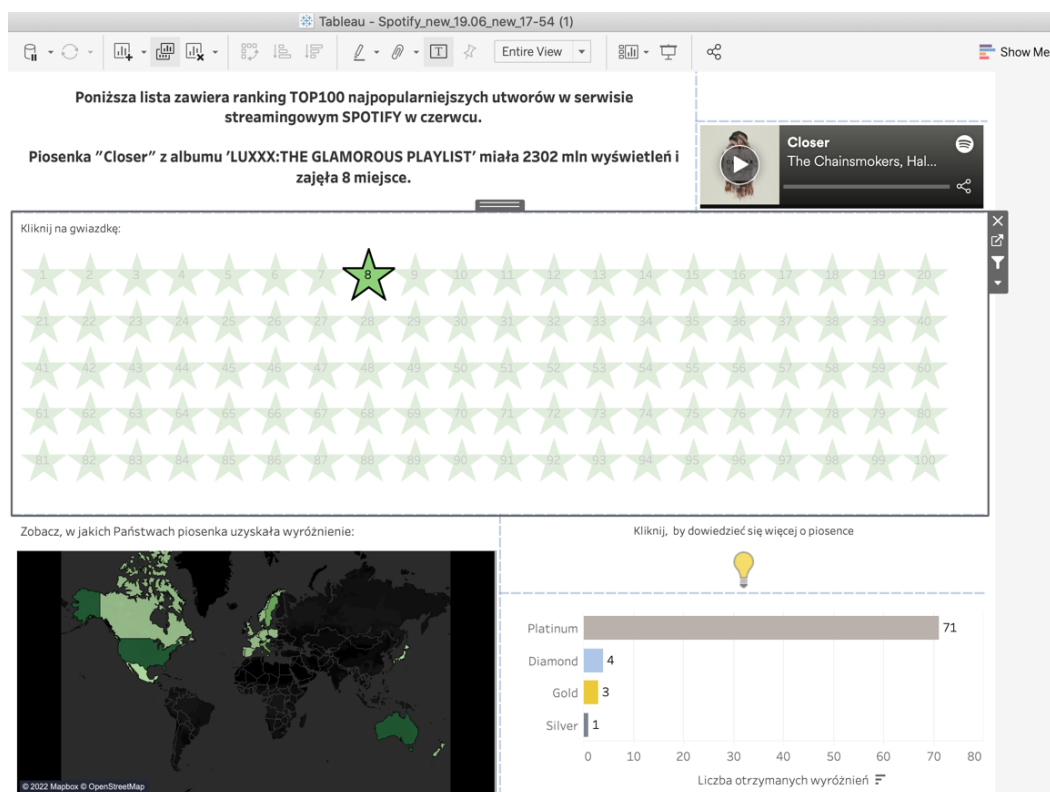 Tableau - Spotify_new_19.06_new_17-54 (1)
Entire View
Show Me
Poniższa lista zawiera ranking TOP100 najpopularniejszych utworów w serwisie
streamingowym SPOTIFY w czerwcu.
Piosenka "Closer" z albumu 'LUXXX:THE GLAMOROUS PLAYLIST' miała 2302 mln wyświetleń i
zajęła 8 miejsce.
Closer
The Chainsmokers, Hal...
Kliknij na gwiazdkę:
1 2 3 4 5 6 7 8 9 10 11 12 13 14 15 16 17 18 19 20
21 22 23 24 25 26 27 28 29 30 31 32 33 34 35 36 37 38 39 40
41 42 43 44 45 46 47 48 49 50 51 52 53 54 55 56 57 58 59 60
61 62 63 64 65 66 67 68 69 70 71 72 73 74 75 76 77 78 79 80
81 82 83 84 85 86 87 88 89 90 91 92 93 94 95 96 97 98 99 100
Zobacz, w jakich Państwach piosenka uzyskała wyróżnienie:
© 2022 Mapbox © OpenStreetMap
Kliknij, by dowiedzieć się więcej o piosence
Platinum 71
Diamond 4
Gold 3
Silver 1
0 10 20 30 40 50 60 70 80
Liczba otrzymanych wyróżnień